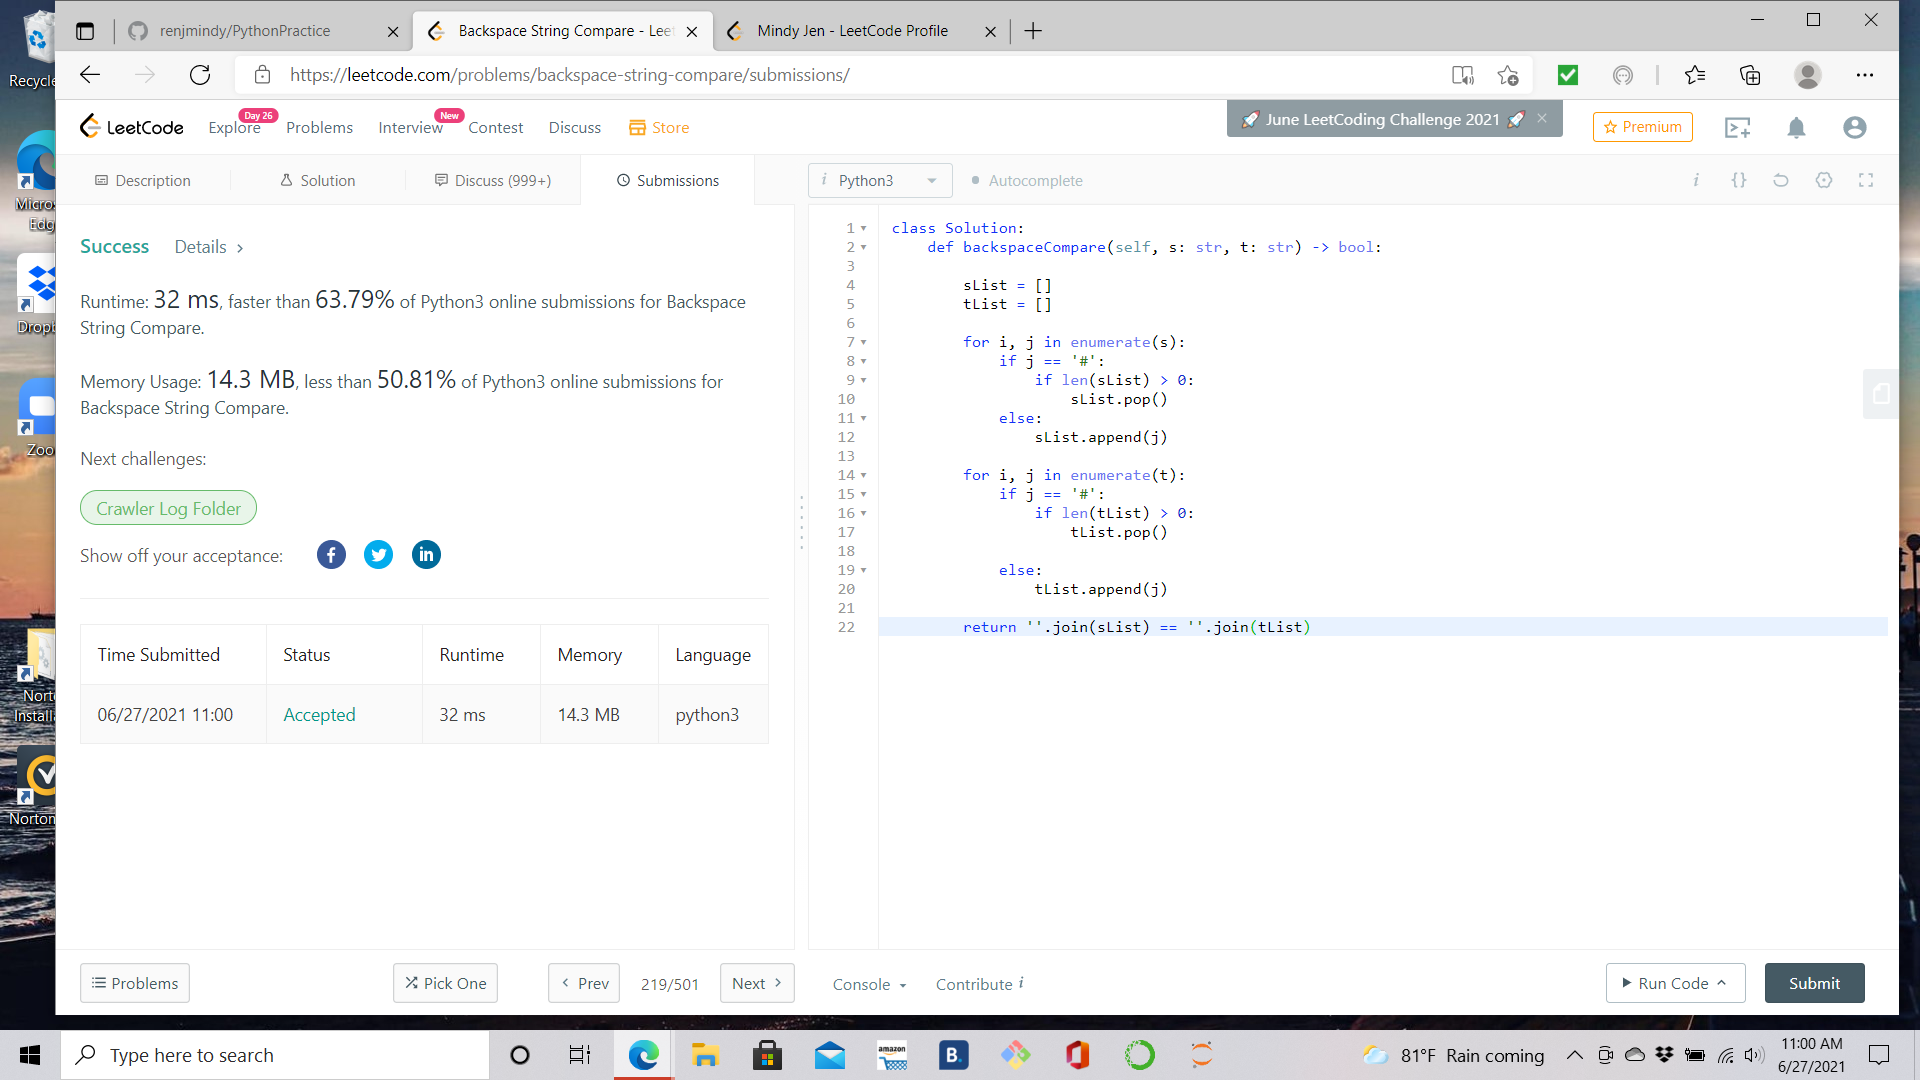 renjmindy/PythonPractice
Backspace String Compare - Leet
Mindy Jen - LeetCode Profile
https://leetcode.com/problems/backspace-string-compare/submissions/
LeetCode
Explore
Day 26
Problems
Interview
New
Contest
Discuss
Store
🚀 June LeetCoding Challenge 2021 🚀
Premium
Description
Solution
Discuss (999+)
Submissions
i Python3
Autocomplete
i {}
Success
Details >
Runtime: 32 ms, faster than 63.79% of Python3 online submissions for Backspace
String Compare.
Memory Usage: 14.3 MB, less than 50.81% of Python3 online submissions for
Backspace String Compare.
Next challenges:
Crawler Log Folder
Show off your acceptance:
f
in
Time Submitted Status Runtime Memory Language
06/27/2021 11:00 Accepted 32 ms 14.3 MB python3
1 class Solution:
2     def backspaceCompare(self, s: str, t: str) -> bool:
3
4         sList = []
5         tList = []
6
7         for i, j in enumerate(s):
8             if j == '#':
9                 if len(sList) > 0:
10                     sList.pop()
11             else:
12                 sList.append(j)
13
14         for i, j in enumerate(t):
15             if j == '#':
16                 if len(tList) > 0:
17                     tList.pop()
18
19             else:
20                 tList.append(j)
21
22         return ''.join(sList) == ''.join(tList)
Problems
Pick One
< Prev
219/501
Next >
Console
Contribute i
Run Code
Submit
Recycle
Micros
Edg
Dropb
Zoo
Nort
Installa
Norton
Type here to search
amazon
B.
81°F Rain coming
11:00 AM
6/27/2021